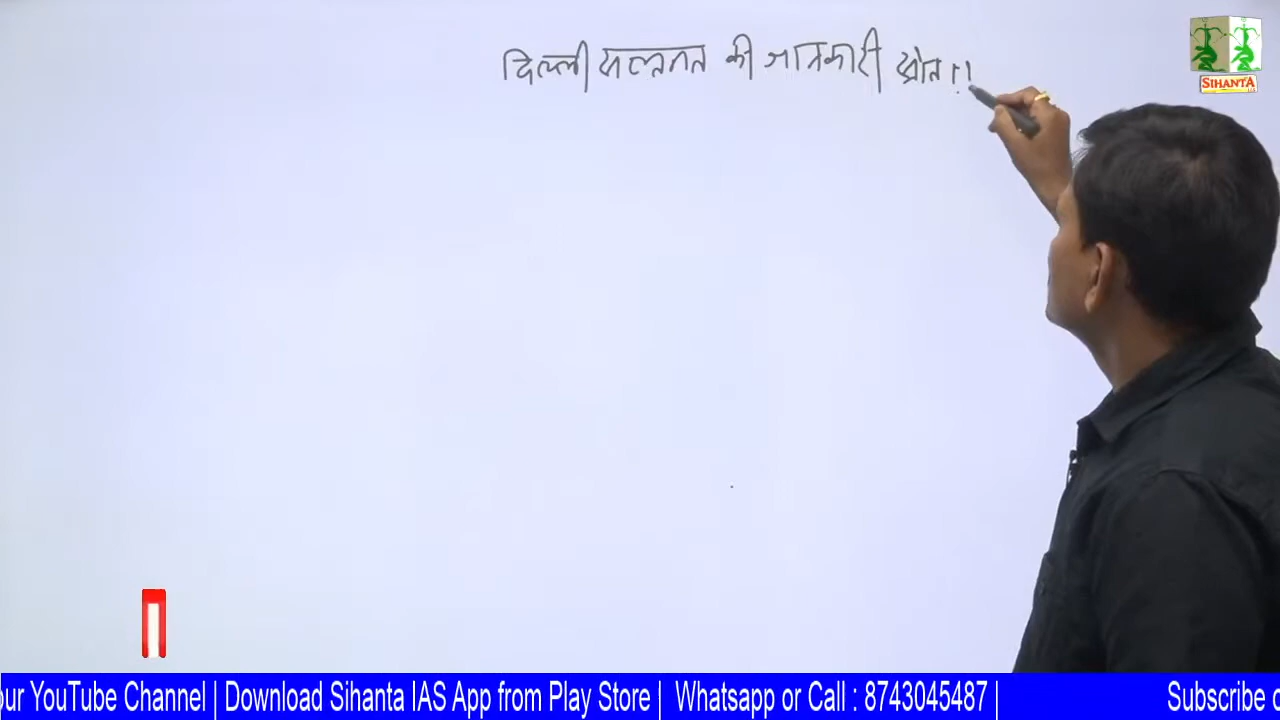 दिल्ली सल्तनत की जानकारी स्रोत !!
SIHANTA
IAS
our YouTube Channel | Download Sihanta IAS App from Play Store | Whatsapp or Call : 8743045487 | Subscribe o